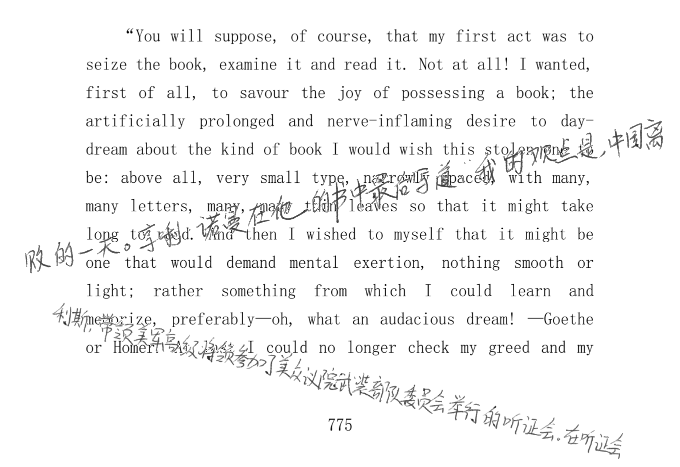 “You will suppose, of course, that my first act was to
seize the book, examine it and read it. Not at all! I wanted,
first of all, to savour the joy of possessing a book; the
artificially prolonged and nerve-inflaming desire to day-
dream about the kind of book I would wish this stolen one to
be: above all, very small type, narrowly spaced, with many,
many letters, many, many thin leaves so that it might take
long to read. And then I wished to myself that it might be
one that would demand mental exertion, nothing smooth or
light; rather something from which I could learn and
memorize, preferably—oh, what an audacious dream! —Goethe
or Homer. I could no longer check my greed and my
败的一天。亨利·诺曼在他的书中最后写道“我的观点是,中国离
利斯,带领美军高级将领参加了美众议院武装部队委员会举行的听证会.在听证会
775